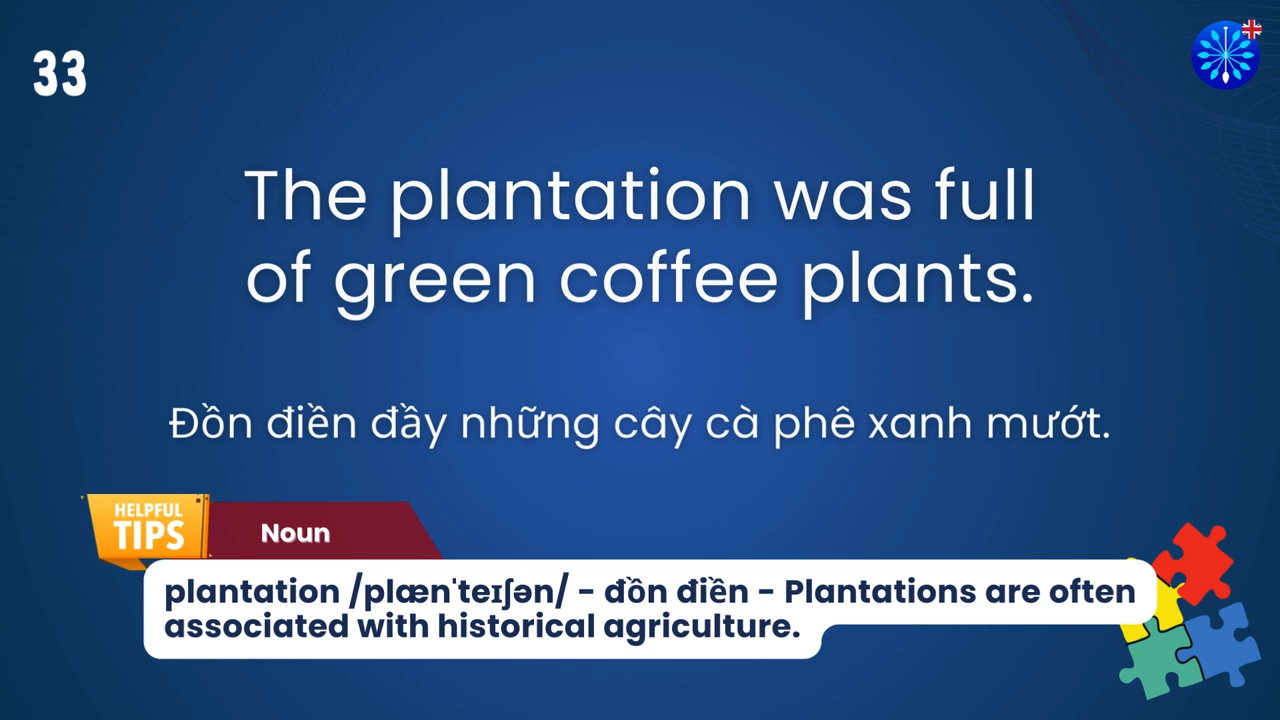 33
The plantation was full
of green coffee plants.
Đồn điền đầy những cây cà phê xanh mướt.
HELPFUL
TIPS
Noun
plantation /plænˈteɪʃən/ - đồn điền - Plantations are often
associated with historical agriculture.